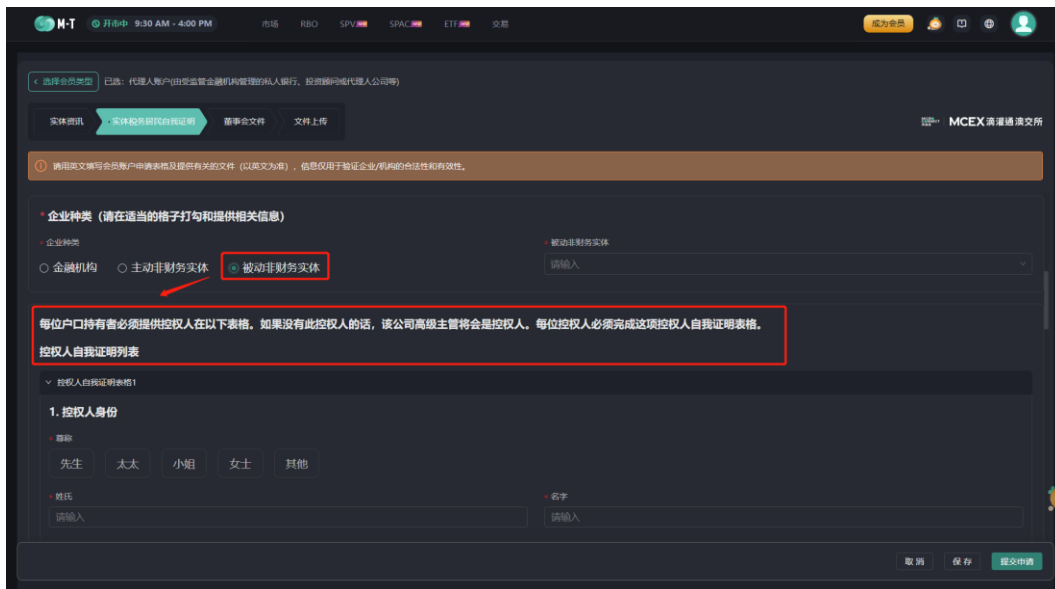 M-T 开市中 9:30 AM - 4:00 PM 市场 RBO SPV SPAC ETF 交易 成为会员
< 选择会员类型 已选：代理人账户(由受监管金融机构管理的私人银行、投资顾问或代理人公司等)
实体资讯 · 实体税务居民自我证明 董事会文件 文件上传 MCEX滴灌通澳交所
请用英文填写会员账户申请表格及提供有关的文件（以英文为准），信息仅用于验证企业/机构的合法性和有效性。
* 企业种类（请在适当的格子打勾和提供相关信息）
* 企业种类 * 被动非财务实体
金融机构 主动非财务实体 被动非财务实体 请输入
每位户口持有者必须提供控权人在以下表格。如果没有此控权人的话，该公司高级主管将会是控权人。每位控权人必须完成这项控权人自我证明表格。
控权人自我证明列表
控权人自我证明表格1
1. 控权人身份
* 尊称
先生 太太 小姐 女士 其他
* 姓氏 * 名字
请输入 请输入
取消 保存 提交申请